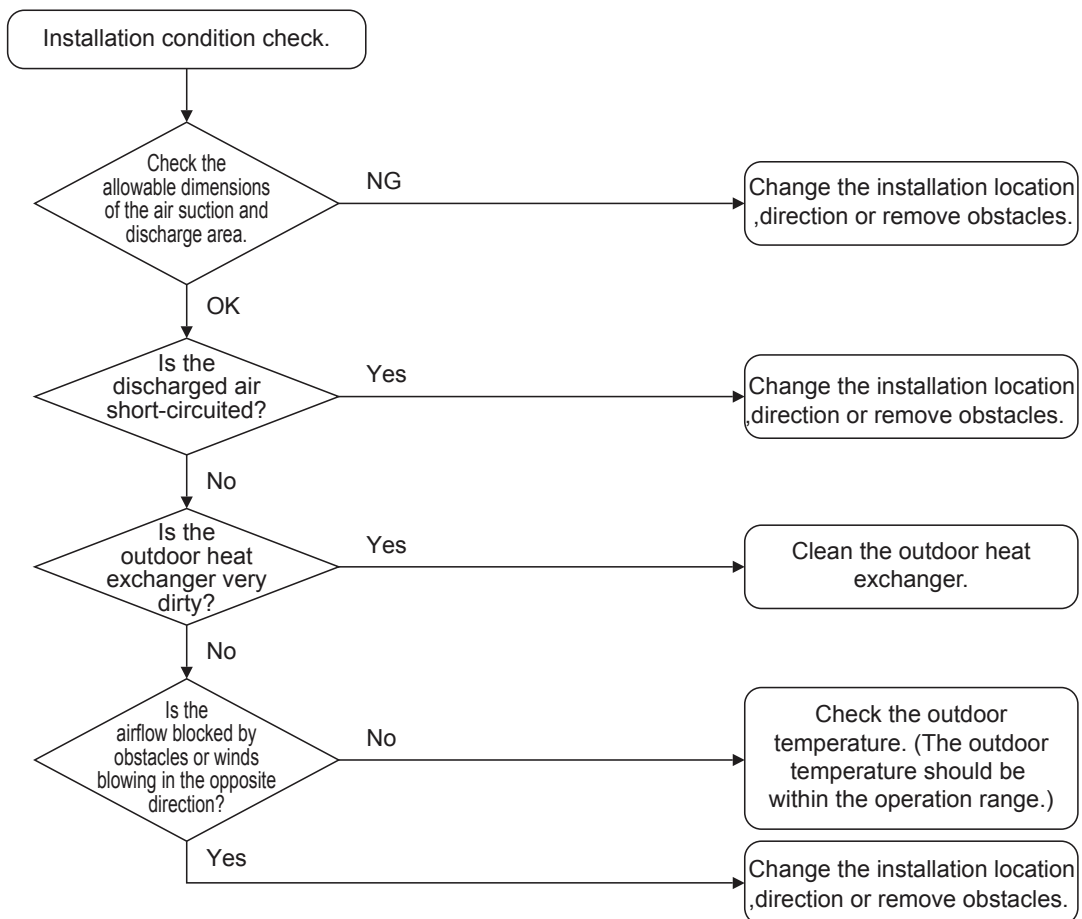 Installation condition check.
Check the
allowable dimensions
of the air suction and
discharge area.
NG
Change the installation location
,direction or remove obstacles.
OK
Is the
discharged air
short-circuited?
Yes
Change the installation location
,direction or remove obstacles.
No
Is the
outdoor heat
exchanger very
dirty?
Yes
Clean the outdoor heat
exchanger.
No
Is the
airflow blocked by
obstacles or winds
blowing in the opposite
direction?
No
Check the outdoor
temperature. (The outdoor
temperature should be
within the operation range.)
Yes
Change the installation location
,direction or remove obstacles.